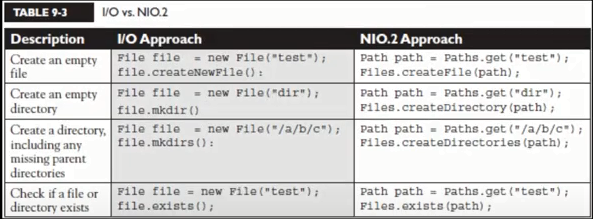 TABLE 9-3 I/O vs. NIO.2
Description I/O Approach NIO.2 Approach
Create an empty file
File file = new File("test");
file.createNewFile():
Path path = Paths.get("test");
Files.createFile(path);
Create an empty directory
File file = new File("dir");
file.mkdir()
Path path = Paths.get("dir");
Files.createDirectory(path);
Create a directory,
including any
missing parent
directories
File file = new File("/a/b/c");
file.mkdirs():
Path path = Paths.get("/a/b/c");
Files.createDirectories(path);
Check if a file or
directory exists
File file = new File("test");
file.exists();
Path path = Paths.get("test");
Files.exists(path);